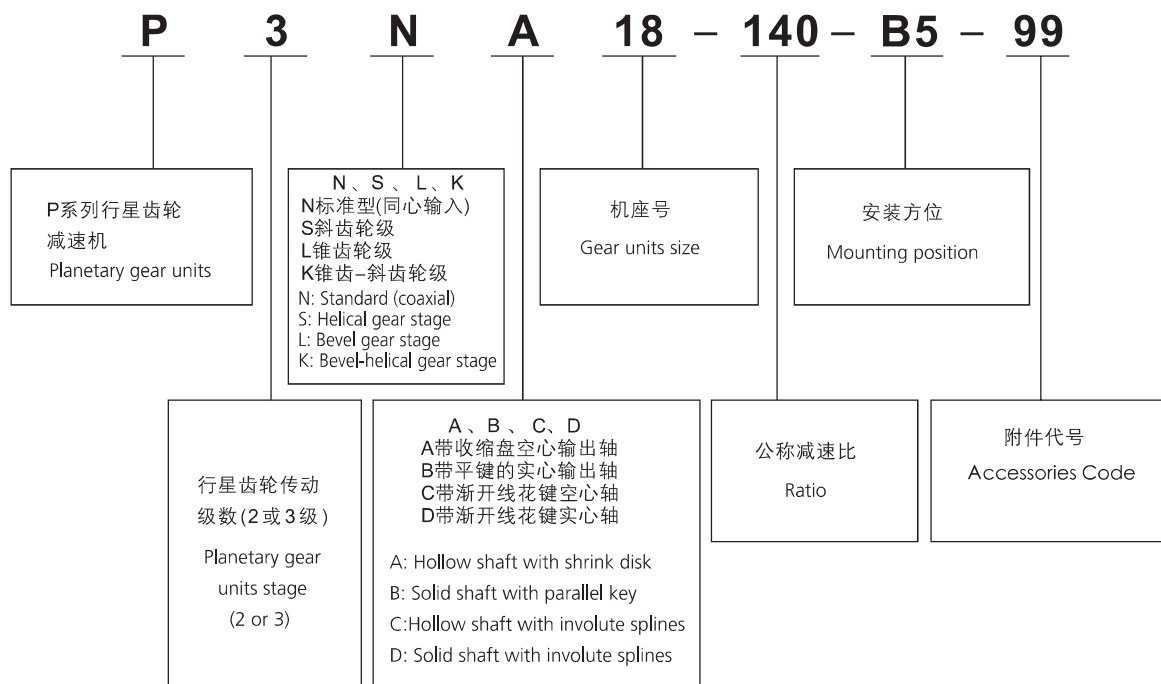 P 3 N A 18 – 140 – B5 – 99
P系列行星齿轮
减速机
Planetary gear units
N、S、L、K
N标准型(同心输入)
S斜齿轮级
L锥齿轮级
K锥齿–斜齿轮级
N: Standard (coaxial)
S: Helical gear stage
L: Bevel gear stage
K: Bevel-helical gear stage
机座号
Gear units size
安装方位
Mounting position
行星齿轮传动
级数(2或3级)
Planetary gear
units stage
(2 or 3)
A、B、C、D
A带收缩盘空心输出轴
B带平键的实心输出轴
C带渐开线花键空心轴
D带渐开线花键实心轴
A: Hollow shaft with shrink disk
B: Solid shaft with parallel key
C:Hollow shaft with involute splines
D: Solid shaft with involute splines
公称减速比
Ratio
附件代号
Accessories Code